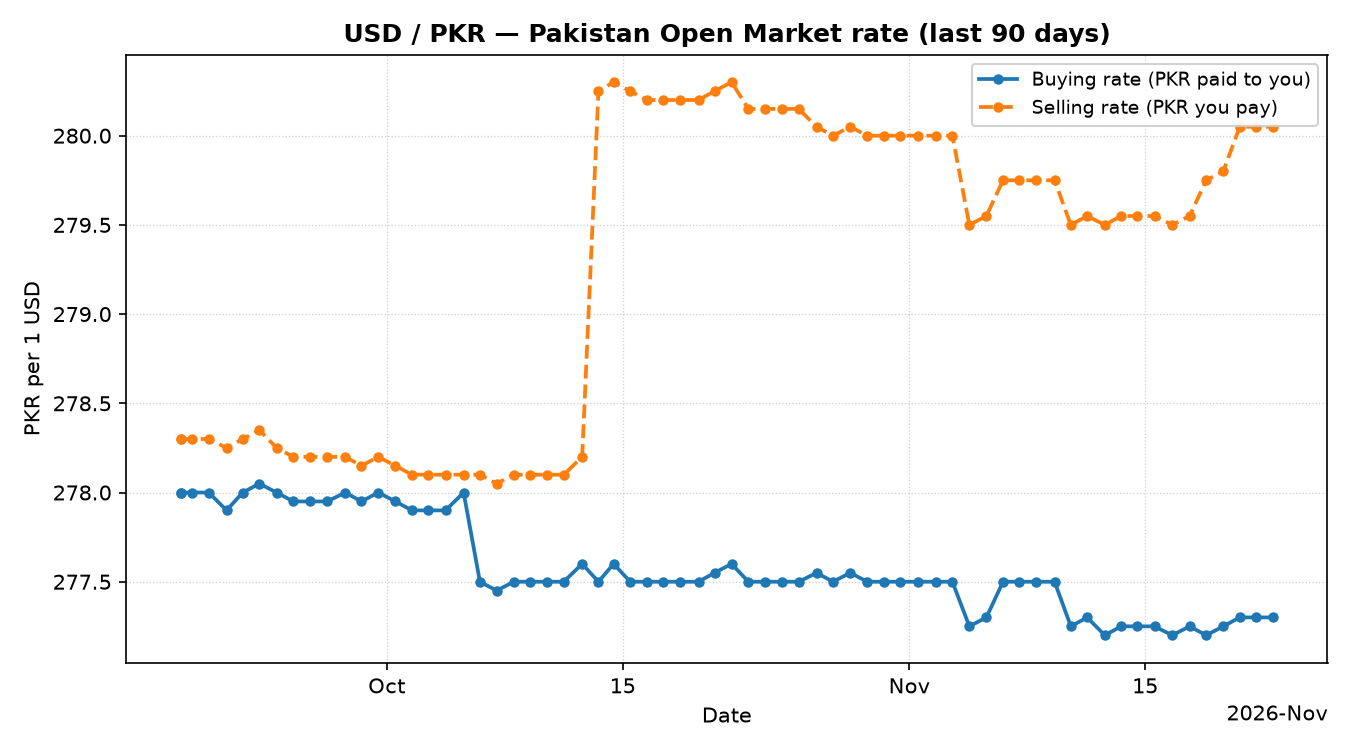 USD / PKR — Pakistan Open Market rate (last 90 days)
Buying rate (PKR paid to you)
Selling rate (PKR you pay)
PKR per 1 USD
280.0
279.5
279.0
278.5
278.0
277.5
Oct
15
Nov
15
Date
2026-Nov